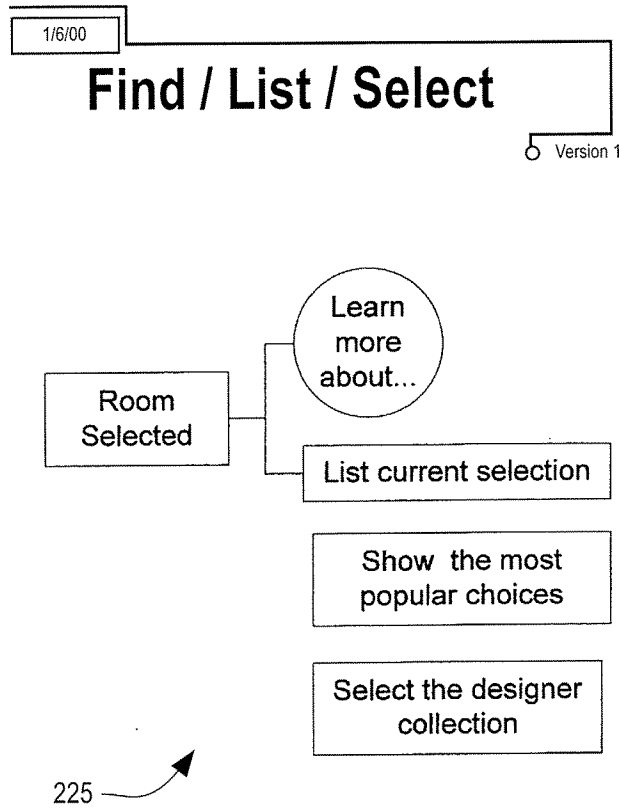 1/6/00
Find / List / Select
Version 1
Learn
more
about...
Room
Selected
List current selection
Show the most
popular choices
Select the designer
collection
225